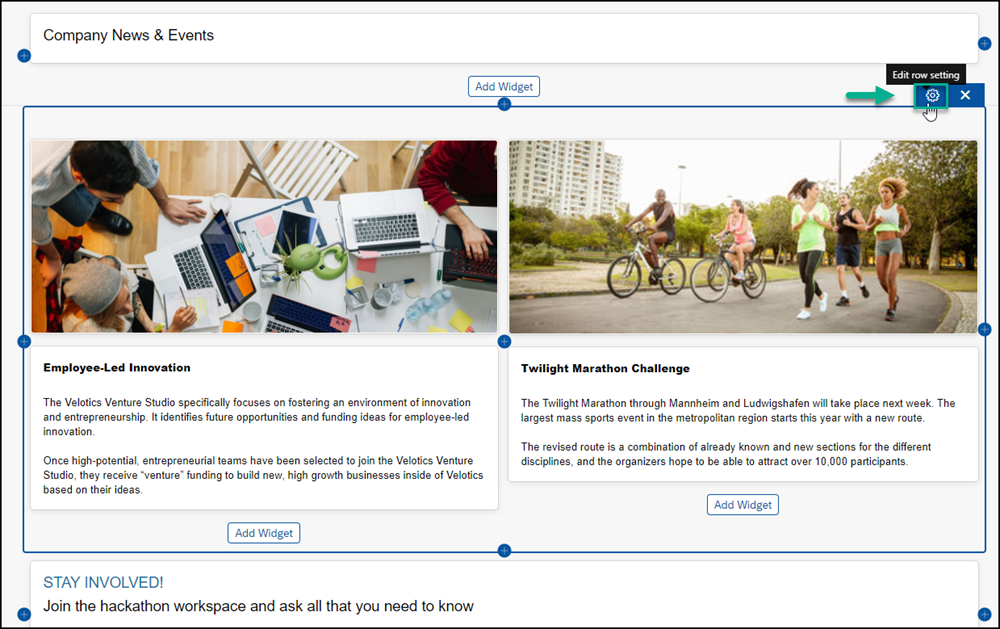 Company News & Events
Edit row setting
Add Widget
Employee-Led Innovation
The Velotics Venture Studio specifically focuses on fostering an environment of innovation
and entrepreneurship. It identifies future opportunities and funding ideas for employee-led
innovation.
Once high-potential, entrepreneurial teams have been selected to join the Velotics Venture
Studio, they receive “venture” funding to build new, high growth businesses inside of Velotics
based on their ideas.
Add Widget
Twilight Marathon Challenge
The Twilight Marathon through Mannheim and Ludwigshafen will take place next week. The
largest mass sports event in the metropolitan region starts this year with a new route.
The revised route is a combination of already known and new sections for the different
disciplines, and the organizers hope to be able to attract over 10,000 participants.
Add Widget
STAY INVOLVED!
Join the hackathon workspace and ask all that you need to know